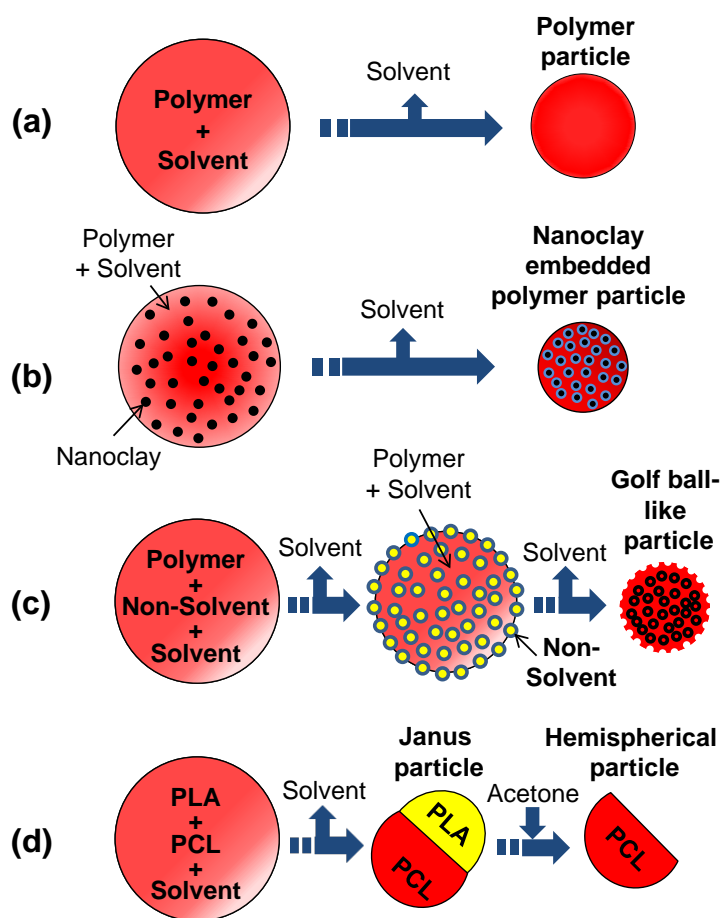 (a)
Polymer
+
Solvent
Solvent
Polymer
particle
(b)
Polymer
+ Solvent
Nanoclay
Solvent
Nanoclay
embedded
polymer particle
(c)
Polymer
+
Non-Solvent
+
Solvent
Solvent
Polymer
+ Solvent
Non-
Solvent
Solvent
Golf ball-
like
particle
(d)
PLA
+
PCL
+
Solvent
Solvent
Janus
particle
PLA
PCL
Acetone
Hemispherical
particle
PCL